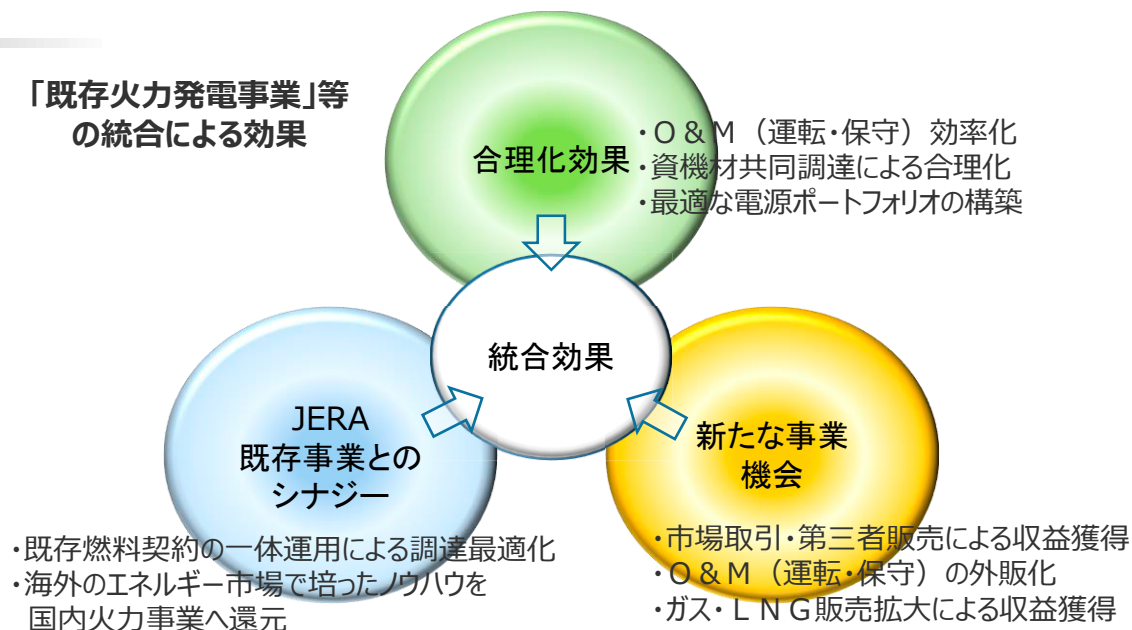 「既存火力発電事業」等
の統合による効果
合理化効果
・O＆M（運転・保守）効率化
・資機材共同調達による合理化
・最適な電源ポートフォリオの構築
統合効果
JERA
既存事業との
シナジー
・既存燃料契約の一体運用による調達最適化
・海外のエネルギー市場で培ったノウハウを
国内火力事業へ還元
新たな事業
機会
・市場取引・第三者販売による収益獲得
・O＆M（運転・保守）の外販化
・ガス・LNG販売拡大による収益獲得